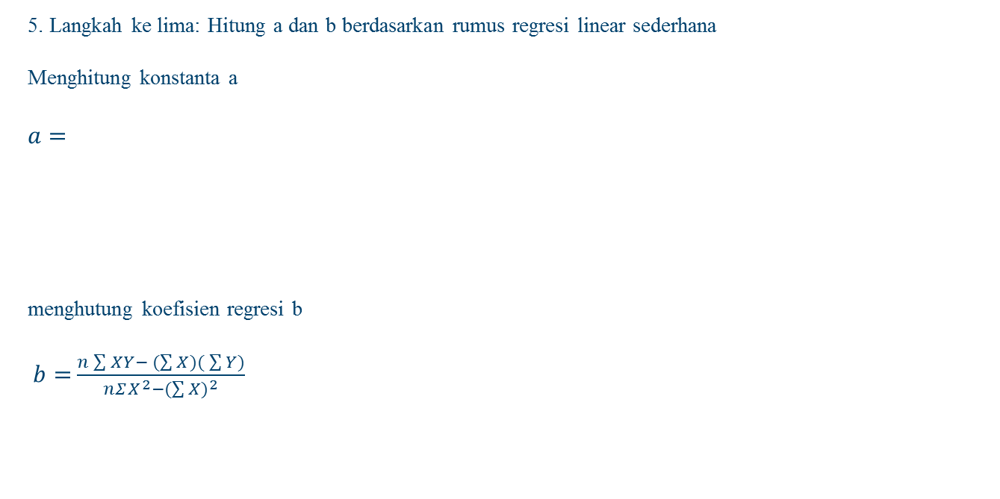 5. Langkah ke lima: Hitung a dan b berdasarkan rumus regresi linear sederhana
Menghitung konstanta a
a =
menghutung koefisien regresi b
b = \frac{n ∑ XY− (∑ X)( ∑ Y)}{nΣX²−(∑ X)²}